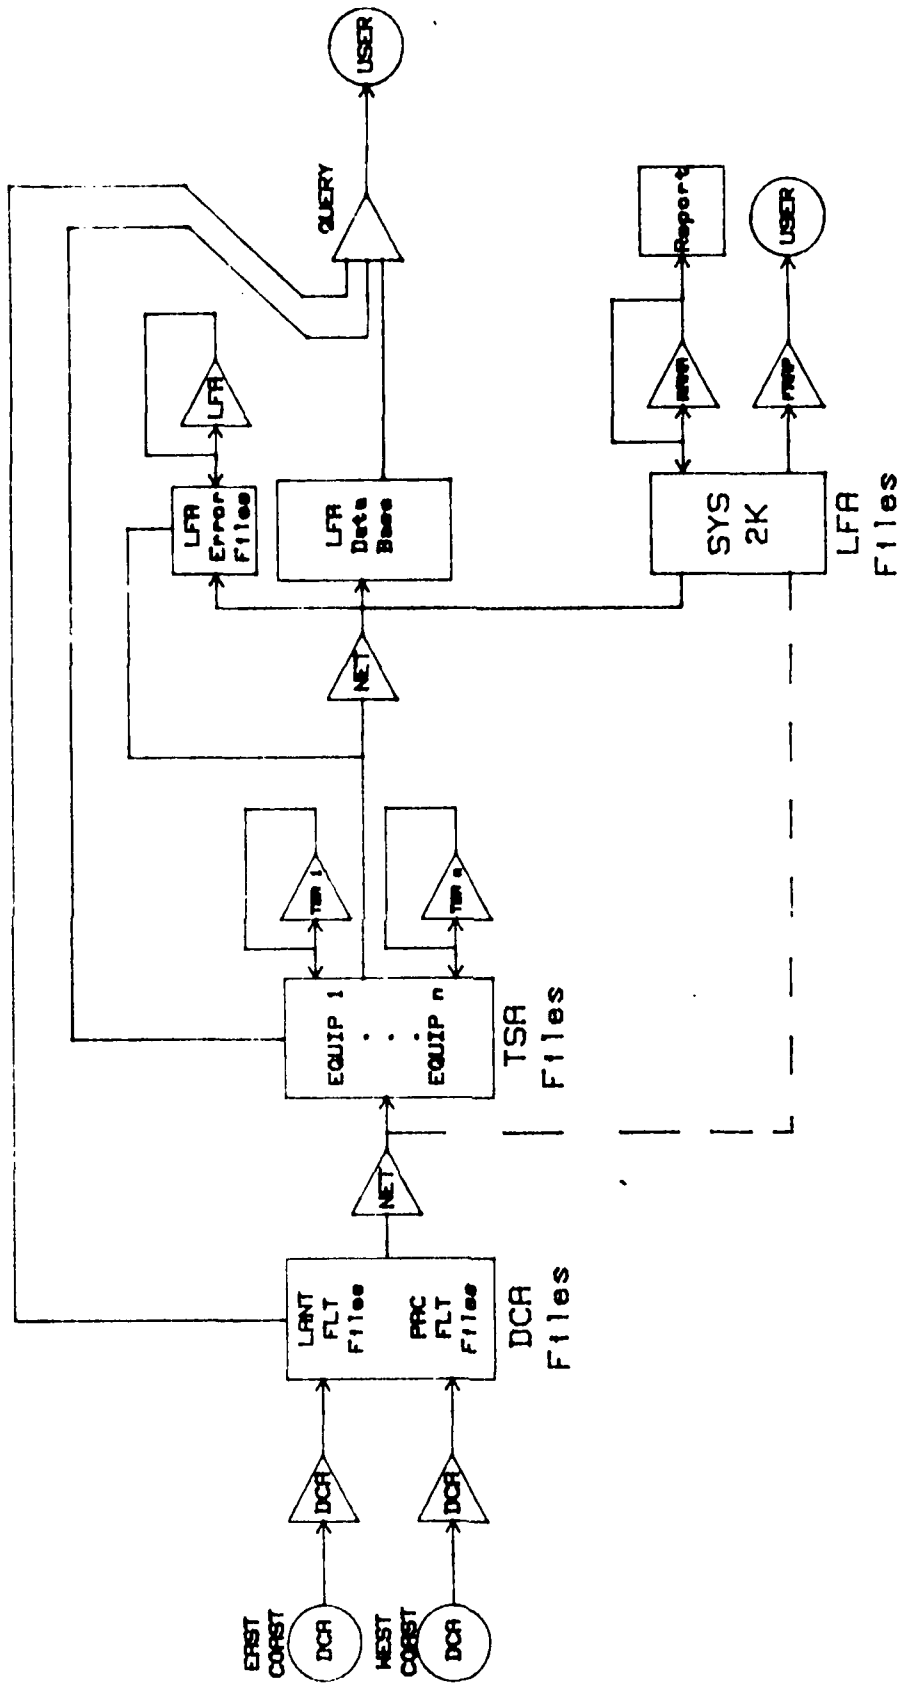 EAST
COAST
DCA
DCA
WEST
COAST
DCA
DCA
LANT
FLT
Files
PAC
FLT
Files
DCA
Files
NET
EQUIP 1
EQUIP n
TSA
Files
TSR 1
TSR n
NET
LFA
Error
Files
LFA
LFA
Data
Base
QUERY
USER
SYS
2K
LFA
Files
Report
USER